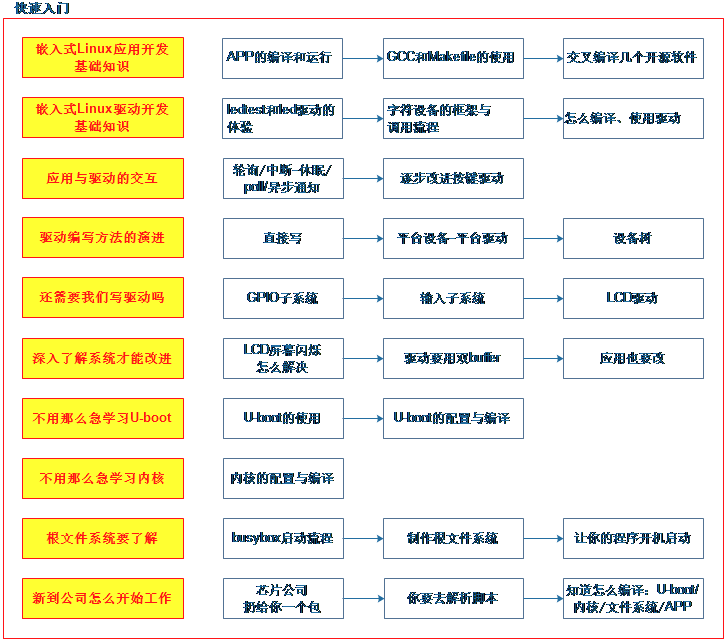 快速入门
嵌入式Linux应用开发
基础知识
APP的编译和运行
GCC和Makefile的使用
交叉编译几个开源软件
嵌入式Linux驱动开发
基础知识
ledtest和led驱动的
体验
字符设备的框架与
调用流程
怎么编译、使用驱动
应用与驱动的交互
轮询/中断-休眠/
poll/异步通知
逐步改进按键驱动
驱动编写方法的演进
直接写
平台设备-平台驱动
设备树
还需要我们写驱动吗
GPIO子系统
输入子系统
LCD驱动
深入了解系统才能改进
LCD屏幕闪烁
怎么解决
驱动要用双buffer
应用也要改
不用那么急学习U-boot
U-boot的使用
U-boot的配置与编译
不用那么急学习内核
内核的配置与编译
根文件系统要了解
busybox启动流程
制作根文件系统
让你的程序开机启动
新到公司怎么开始工作
芯片公司
扔给你一个包
你要去解析脚本
知道怎么编译：U-boot/
内核/文件系统/APP